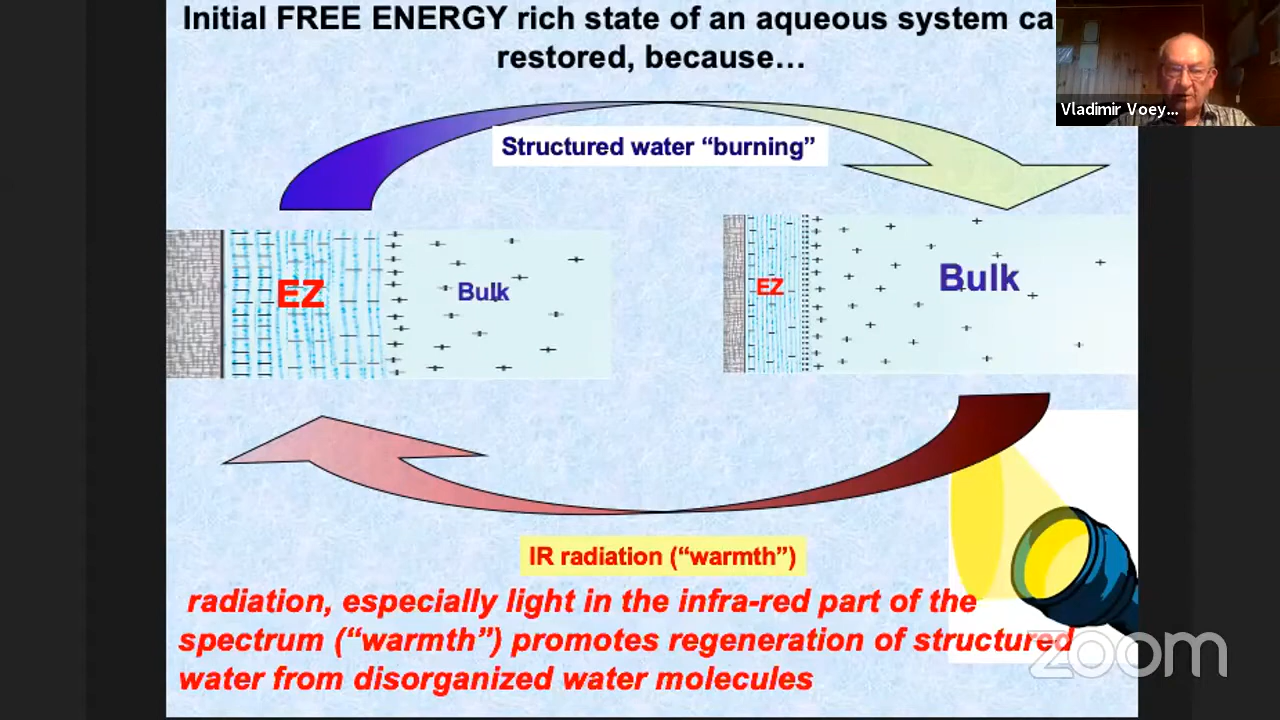 Initial FREE ENERGY rich state of an aqueous system ca
restored, because…
Vladimir Voey...
Structured water “burning”
EZ
Bulk
EZ
Bulk
IR radiation (“warmth”)
radiation, especially light in the infra-red part of the
spectrum (“warmth”) promotes regeneration of structured
water from disorganized water molecules
zoom